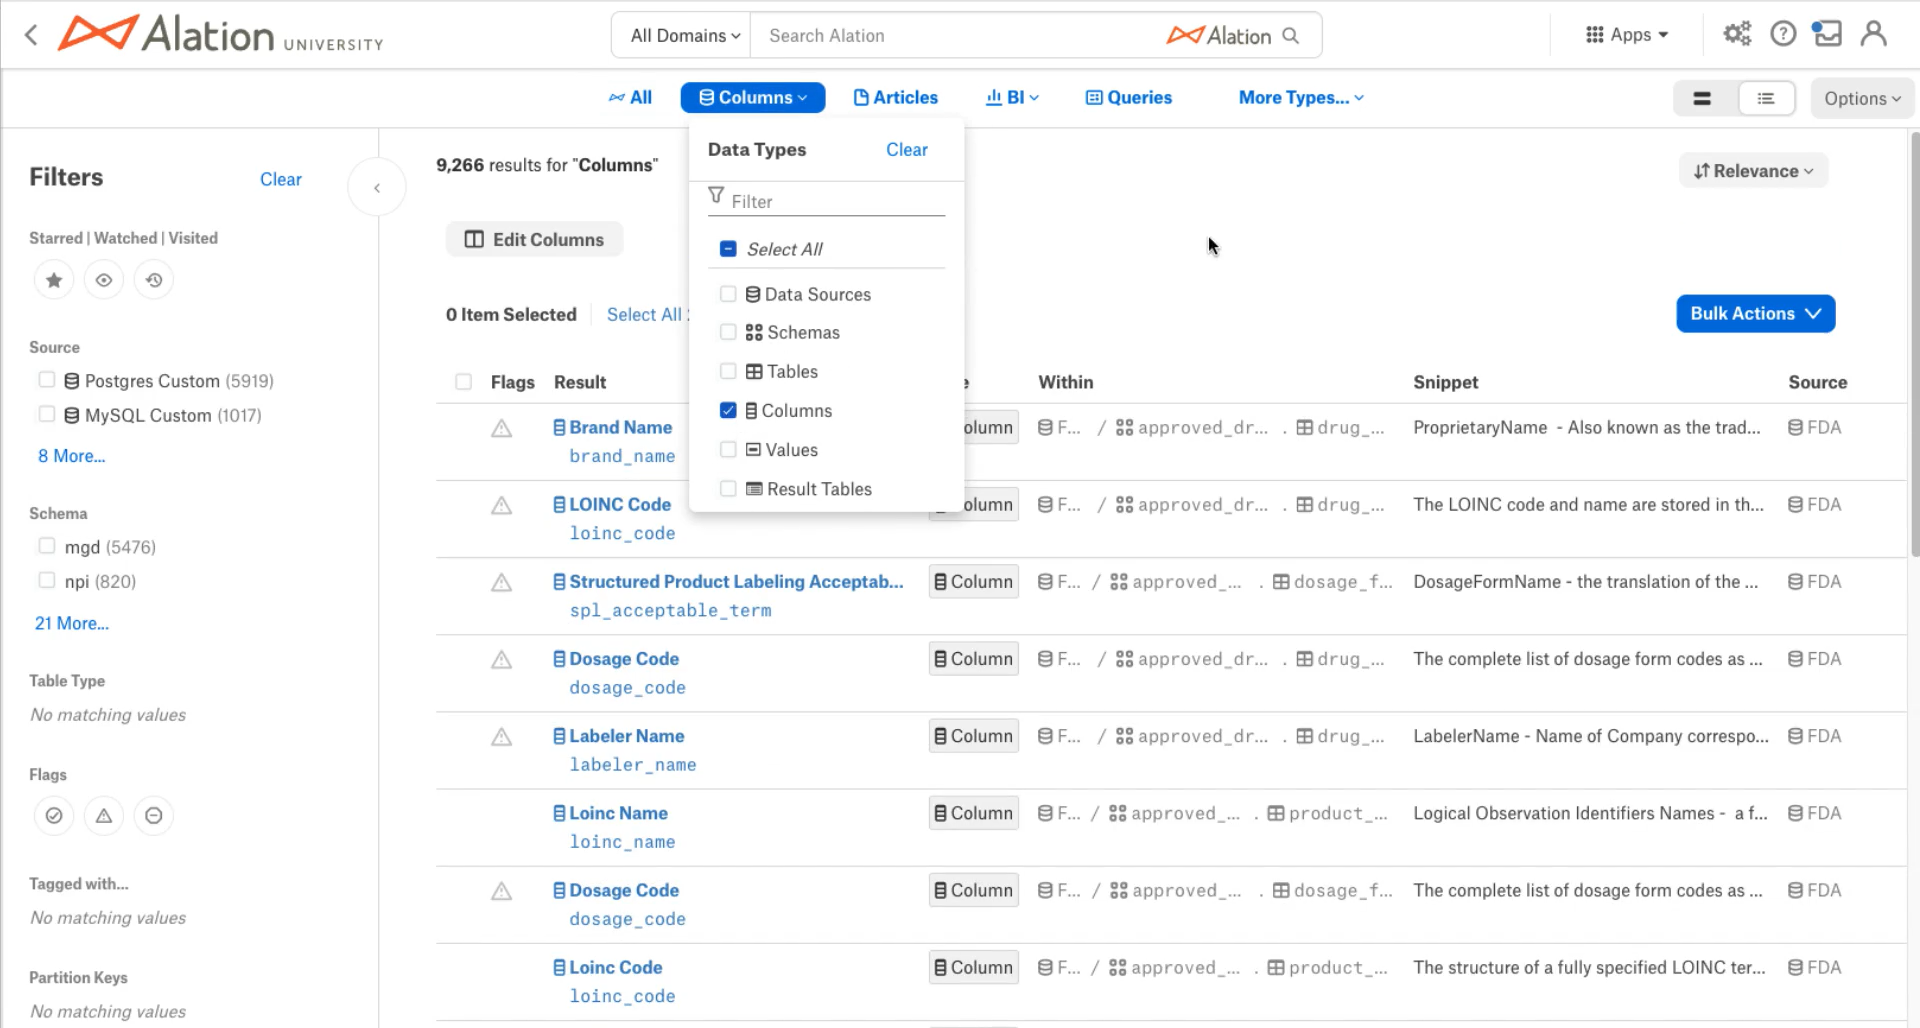 Alation UNIVERSITY
All Domains
Search Alation
Alation
Apps
All
Columns
Articles
BI
Queries
More Types...
Options
Filters
Clear
Starred | Watched | Visited
Source
Postgres Custom (5919)
MySQL Custom (1017)
8 More...
Schema
mgd (5476)
npi (820)
21 More...
Table Type
No matching values
Flags
Tagged with...
No matching values
Partition Keys
No matching values
9,266 results for "Columns"
Relevance
Edit Columns
0 Item Selected
Select All
Bulk Actions
Data Types
Clear
Filter
Select All
Data Sources
Schemas
Tables
Columns
Values
Result Tables
Flags Result Within Snippet Source
Brand Name F... / approved_dr... . drug_... ProprietaryName - Also known as the trad... FDA
brand_name
LOINC Code F... / approved_dr... . drug_... The LOINC code and name are stored in th... FDA
loinc_code
Structured Product Labeling Acceptab... Column F... / approved_... . dosage_f... DosageFormName - the translation of the ... FDA
spl_acceptable_term
Dosage Code Column F... / approved_dr... . drug_... The complete list of dosage form codes as ... FDA
dosage_code
Labeler Name Column F... / approved_dr... . drug_... LabelerName - Name of Company correspo... FDA
labeler_name
Loinc Name Column F... / approved_... . product_... Logical Observation Identifiers Names - a f... FDA
loinc_name
Dosage Code Column F... / approved_... . dosage_f... The complete list of dosage form codes as ... FDA
dosage_code
Loinc Code Column F... / approved_... . product_... The structure of a fully specified LOINC ter... FDA
loinc_code